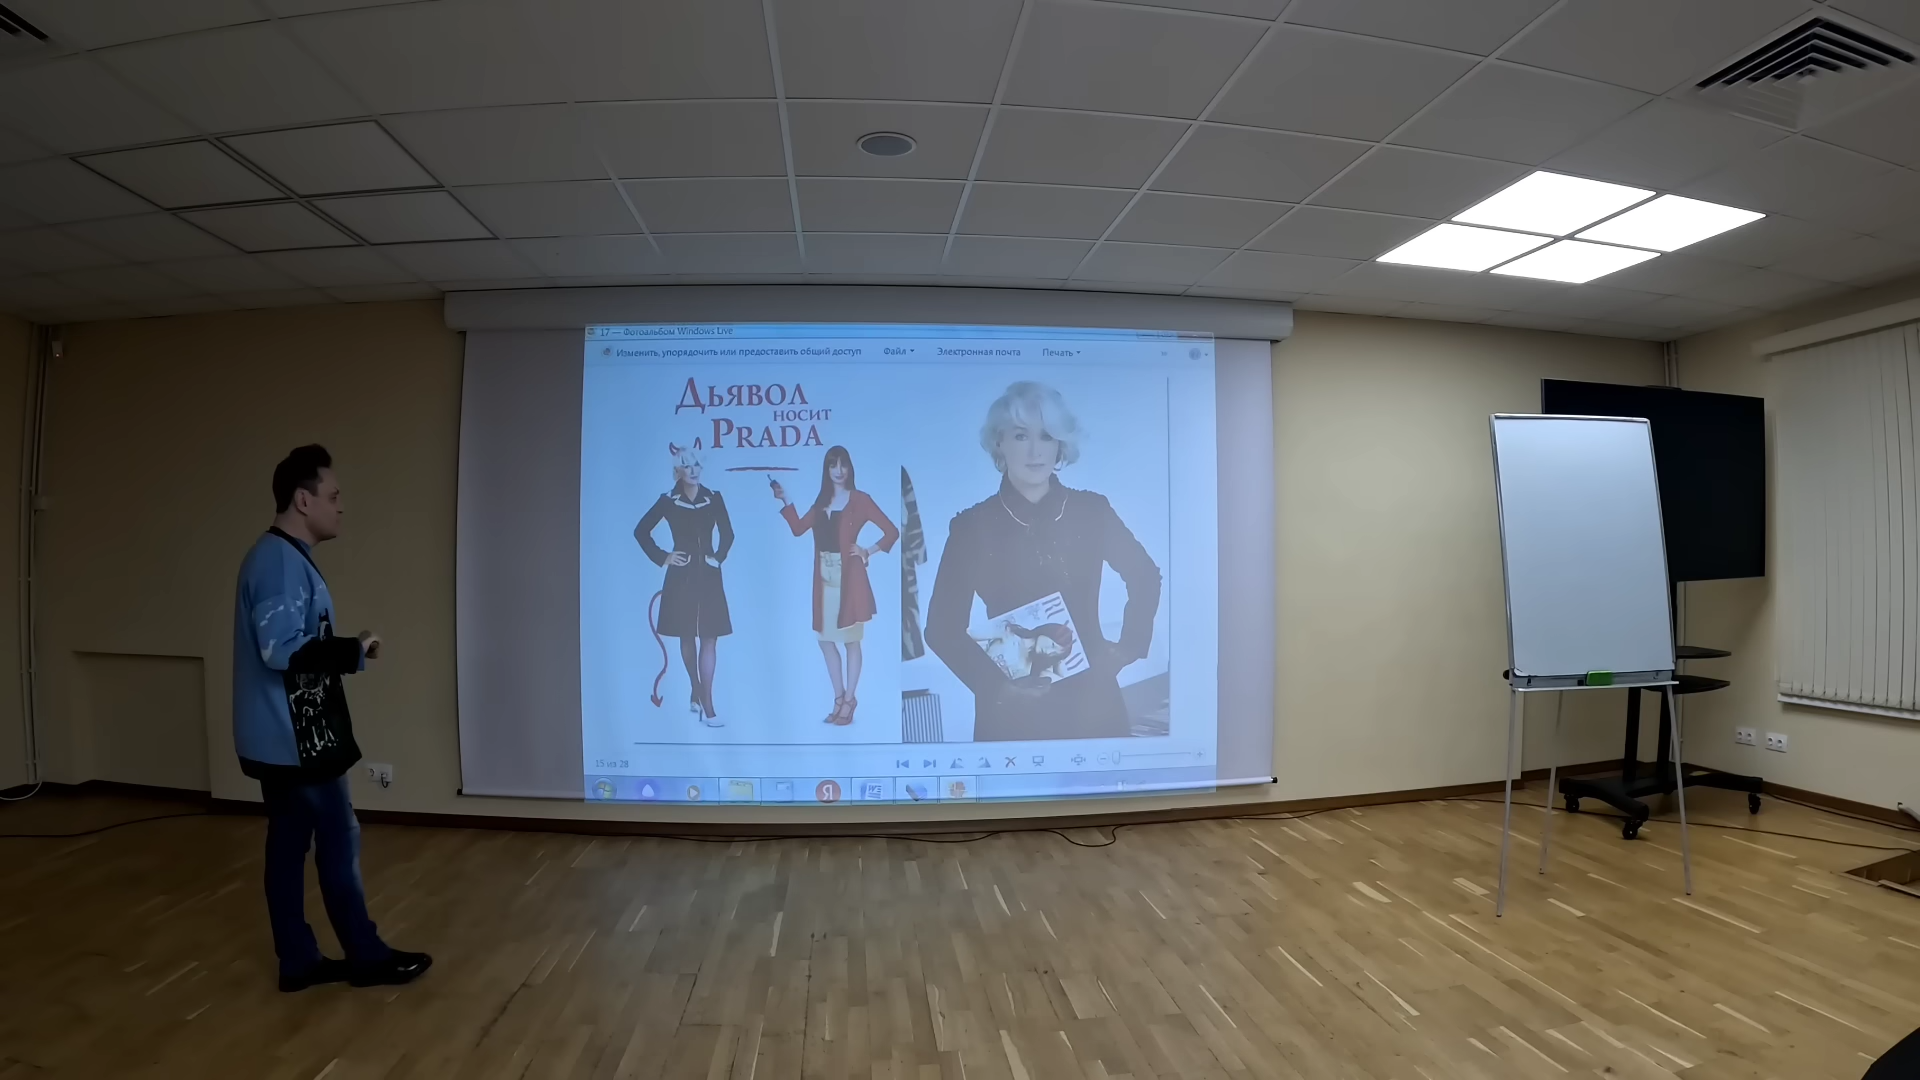 17 — Фотоальбом Windows Live
Изменить, упорядочить или предоставить общий доступ Файл Электронная почта Печать
Дьявол
носит
Prada
15 из 28
Я
W